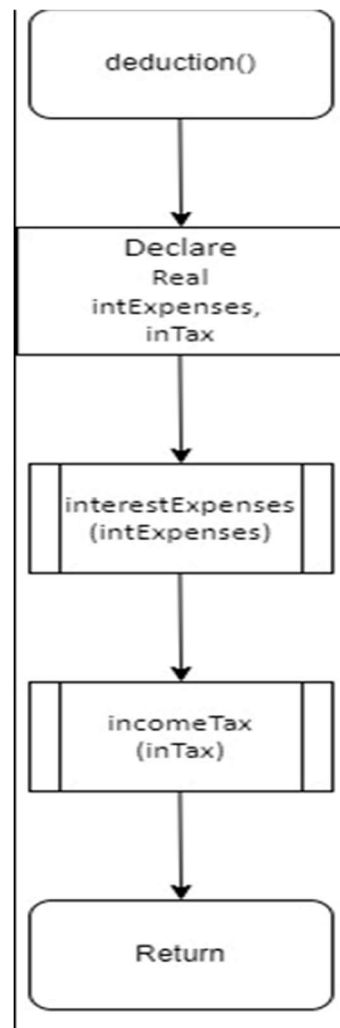 deduction()
Declare
Real
intExpenses,
inTax
interestExpenses
(intExpenses)
incomeTax
(inTax)
Return